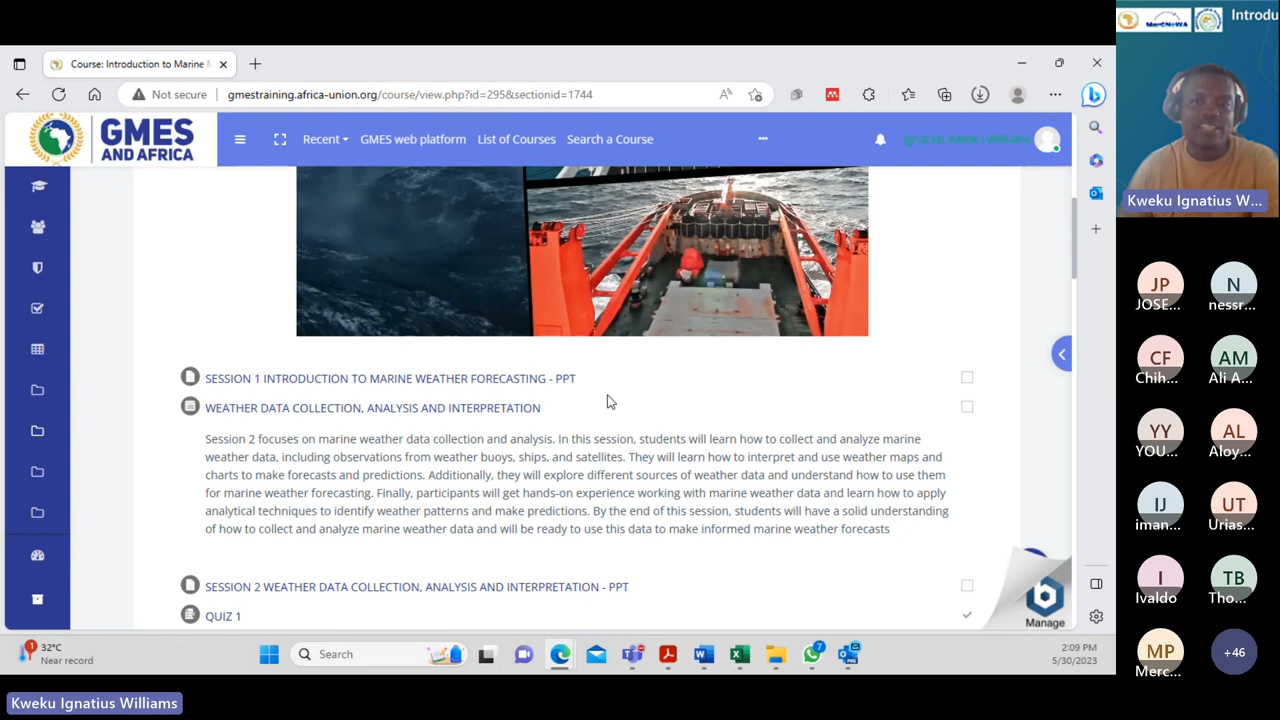 Introdu
MarCNoWA
Course: Introduction to Marine
Not secure
gmestraining.africa-union.org/course/view.php?id=295&sectionid=1744
GMES
AND AFRICA
Recent
GMES web platform
List of Courses
Search a Course
Kweku Ignatius W...
SESSION 1 INTRODUCTION TO MARINE WEATHER FORECASTING - PPT
WEATHER DATA COLLECTION, ANALYSIS AND INTERPRETATION
Session 2 focuses on marine weather data collection and analysis. In this session, students will learn how to collect and analyze marine
weather data, including observations from weather buoys, ships, and satellites. They will learn how to interpret and use weather maps and
charts to make forecasts and predictions. Additionally, they will explore different sources of weather data and understand how to use them
for marine weather forecasting. Finally, participants will get hands-on experience working with marine weather data and learn how to apply
analytical techniques to identify weather patterns and make predictions. By the end of this session, students will have a solid understanding
of how to collect and analyze marine weather data and will be ready to use this data to make informed marine weather forecasts
SESSION 2 WEATHER DATA COLLECTION, ANALYSIS AND INTERPRETATION - PPT
QUIZ 1
Manage
JP
JOSE...
N
nessr...
CF
Chih...
AM
Ali A...
YY
YOU...
AL
Aloy...
IJ
iman...
UT
Urias...
I
Ivaldo
TB
Tho...
MP
Merc...
+46
1
32°C
Near record
Search
7
2:09 PM
5/30/2023
Kweku Ignatius Williams